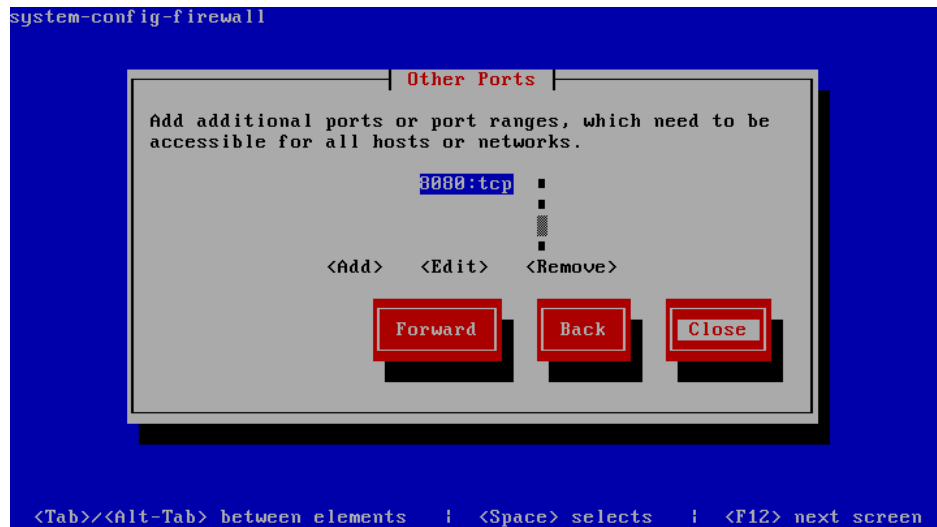 system-config-firewall
Other Ports
Add additional ports or port ranges, which need to be
accessible for all hosts or networks.
8080:tcp
<Add> <Edit> <Remove>
Forward Back Close
<Tab>/<Alt-Tab> between elements ¦ <Space> selects ¦ <F12> next screen